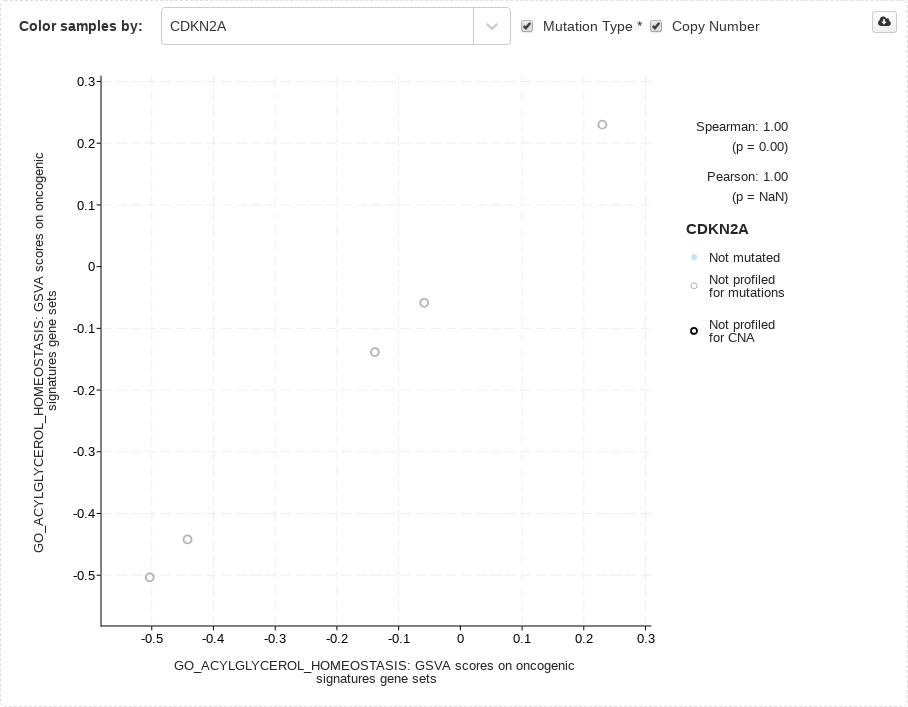 Color samples by:
CDKN2A
Mutation Type *
Copy Number
0.3
0.2
0.1
0
-0.1
-0.2
-0.3
-0.4
-0.5
GO_ACYLGLYCEROL_HOMEOSTASIS: GSVA scores on oncogenic
signatures gene sets
-0.5
-0.4
-0.3
-0.2
-0.1
0
0.1
0.2
0.3
GO_ACYLGLYCEROL_HOMEOSTASIS: GSVA scores on oncogenic
signatures gene sets
Spearman: 1.00
(p = 0.00)
Pearson: 1.00
(p = NaN)
CDKN2A
Not mutated
Not profiled
for mutations
Not profiled
for CNA